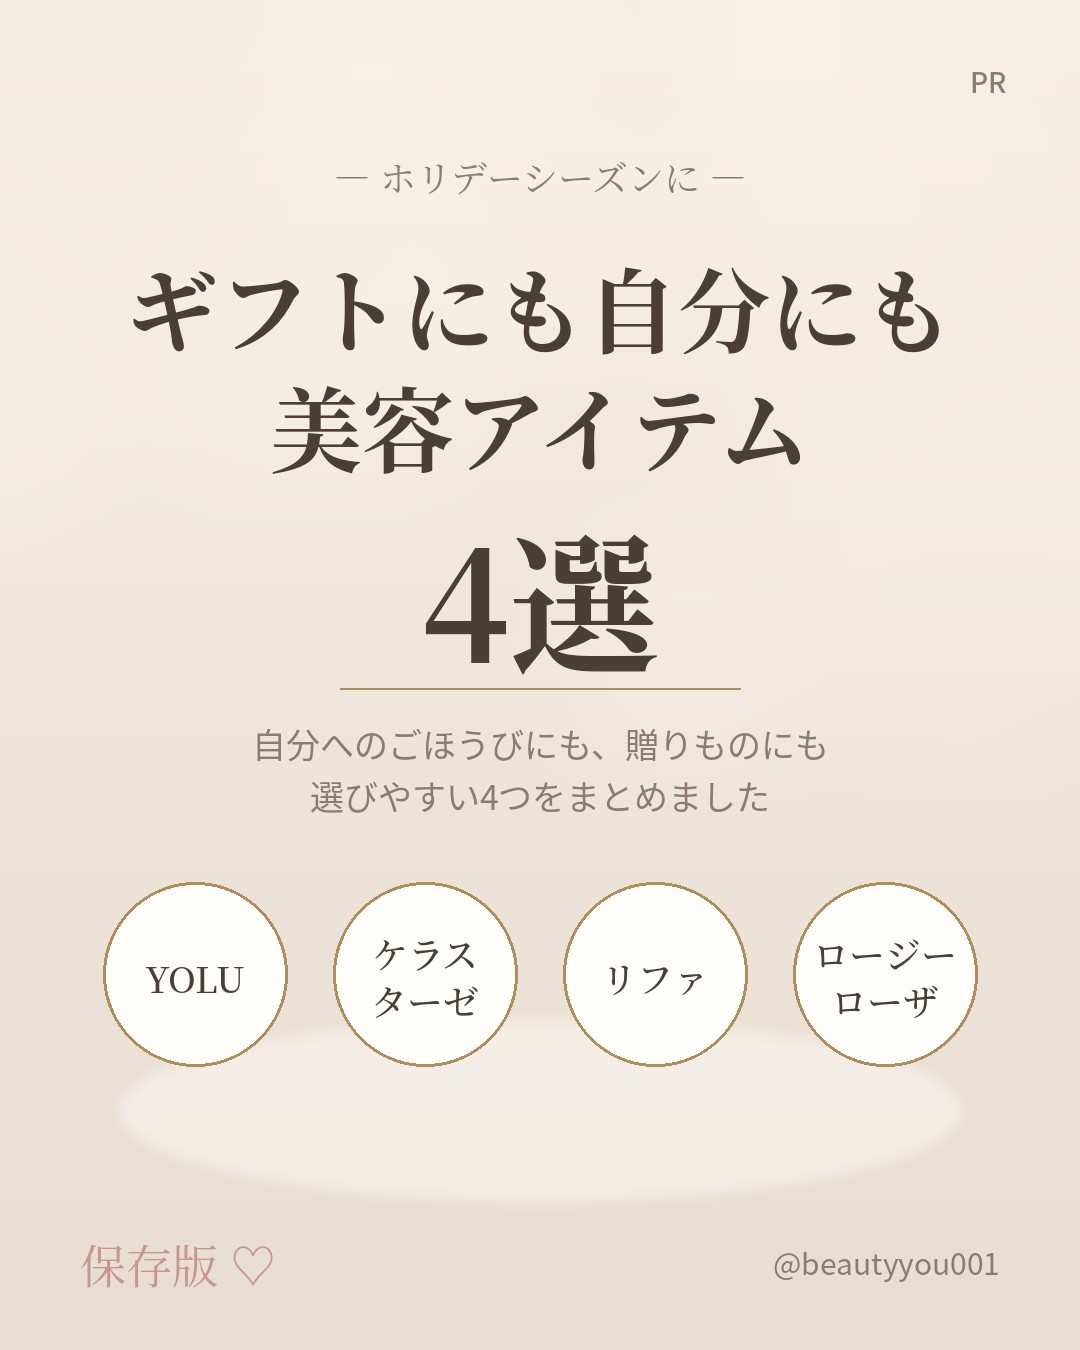 PR
― ホリデーシーズンに ―
ギフトにも自分にも
美容アイテム
4選
自分へのごほうびにも、贈りものにも
選びやすい4つをまとめました
YOLU
ケラス
ターゼ
リファ
ロージー
ローザ
保存版 ♡
@beautyyou001